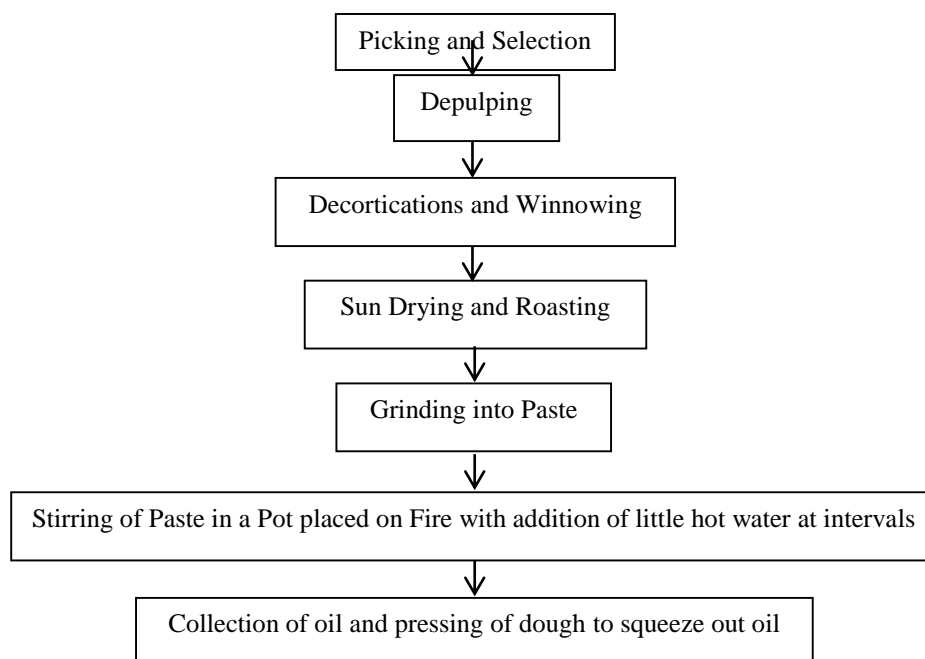 Picking and Selection
Depulping
Decortications and Winnowing
Sun Drying and Roasting
Grinding into Paste
Stirring of Paste in a Pot placed on Fire with addition of little hot water at intervals
Collection of oil and pressing of dough to squeeze out oil